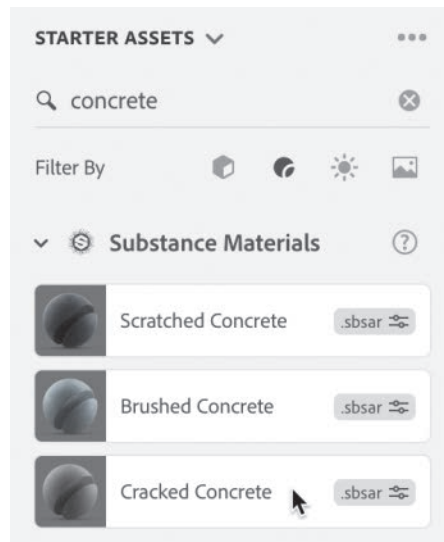 STARTER ASSETS
concrete
Filter By
Substance Materials
Scratched Concrete .sbsar
Brushed Concrete .sbsar
Cracked Concrete .sbsar